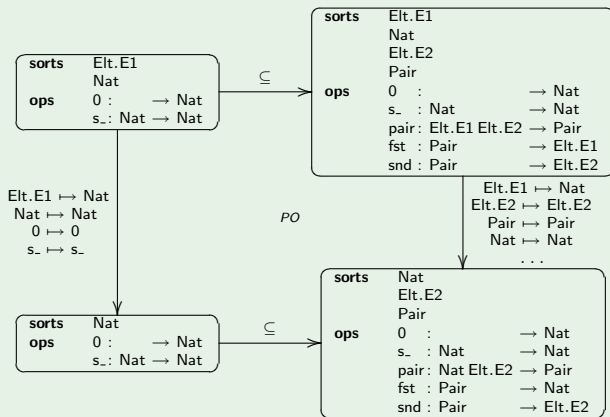 sorts Elt.E1
Nat
ops 0 : → Nat
s_ : Nat → Nat
⊆
sorts Elt.E1
Nat
Elt.E2
Pair
ops 0 : → Nat
s_ : Nat → Nat
pair : Elt.E1 Elt.E2 → Pair
fst : Pair → Elt.E1
snd : Pair → Elt.E2
Elt.E1 ↦ Nat
Nat ↦ Nat
0 ↦ 0
s_ ↦ s_
PO
Elt.E1 ↦ Nat
Elt.E2 ↦ Elt.E2
Pair ↦ Pair
Nat ↦ Nat
. . .
sorts Nat
ops 0 : → Nat
s_ : Nat → Nat
⊆
sorts Nat
Elt.E2
Pair
ops 0 : → Nat
s_ : Nat → Nat
pair : Nat Elt.E2 → Pair
fst : Pair → Nat
snd : Pair → Elt.E2